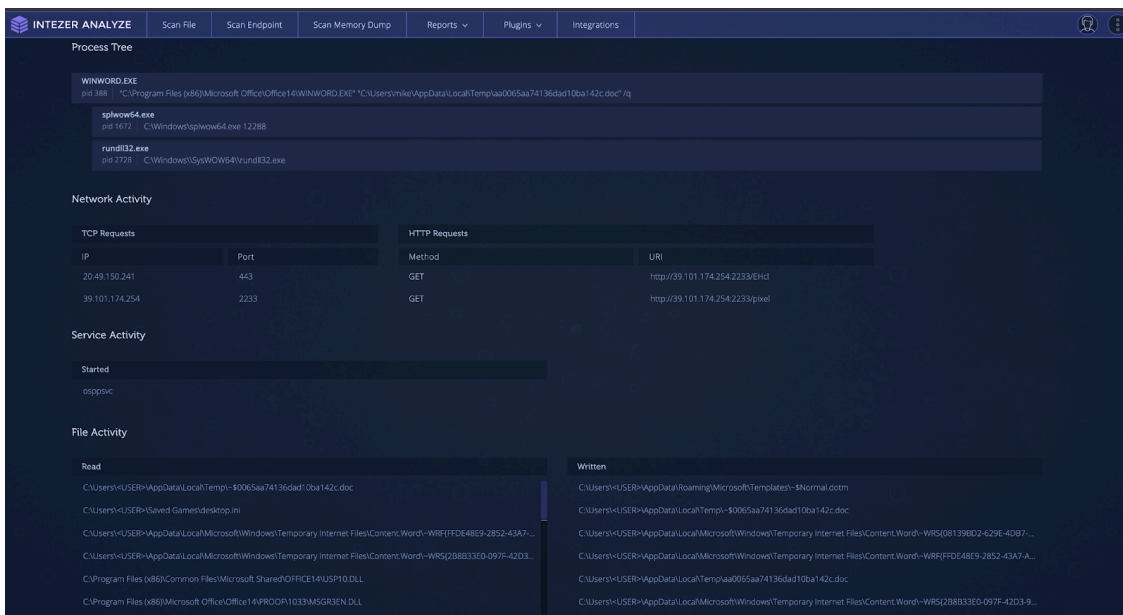 INTEZER ANALYZE Scan File Scan Endpoint Scan Memory Dump Reports Plugins Integrations
Process Tree
WINWORD.EXE
pid 388 "C:\Program Files (x86)\Microsoft Office\Office14\WINWORD.EXE" "C:\Users\mike\AppData\Local\Temp\aa0065aa74136dad10ba142c.doc" /q
splwow64.exe
pid 1672 C:\Windows\splwow64.exe 12288
rundll32.exe
pid 2728 C:\Windows\\SysWOW64\\rundll32.exe
Network Activity
TCP Requests HTTP Requests
IP Port Method URI
20.49.150.241 443 GET http://39.101.174.254:2233/EHcl
39.101.174.254 2233 GET http://39.101.174.254:2233/pixel
Service Activity
Started
osppsvc
File Activity
Read Written
C:\Users\<USER>\AppData\Local\Temp\~$0065aa74136dad10ba142c.doc C:\Users\<USER>\AppData\Roaming\Microsoft\Templates\~$Normal.dotm
C:\Users\<USER>\Saved Games\desktop.ini C:\Users\<USER>\AppData\Local\Temp\~$0065aa74136dad10ba142c.doc
C:\Users\<USER>\AppData\Local\Microsoft\Windows\Temporary Internet Files\Content.Word\~WRF{FFDE48E9-2852-43A7-... C:\Users\<USER>\AppData\Local\Microsoft\Windows\Temporary Internet Files\Content.Word\~WRS{08139BD2-629E-4DB7-...
C:\Users\<USER>\AppData\Local\Microsoft\Windows\Temporary Internet Files\Content.Word\~WRS{2B8B33E0-097F-42D3... C:\Users\<USER>\AppData\Local\Microsoft\Windows\Temporary Internet Files\Content.Word\~WRF{FFDE48E9-2852-43A7-A...
C:\Program Files (x86)\Common Files\Microsoft Shared\OFFICE14\USP10.DLL C:\Users\<USER>\AppData\Local\Temp\aa0065aa74136dad10ba142c.doc
C:\Program Files (x86)\Microsoft Office\Office14\PROOF\1033\MSGR3EN.DLL C:\Users\<USER>\AppData\Local\Microsoft\Windows\Temporary Internet Files\Content.Word\~WRS{2B8B33E0-097F-42D3-9...